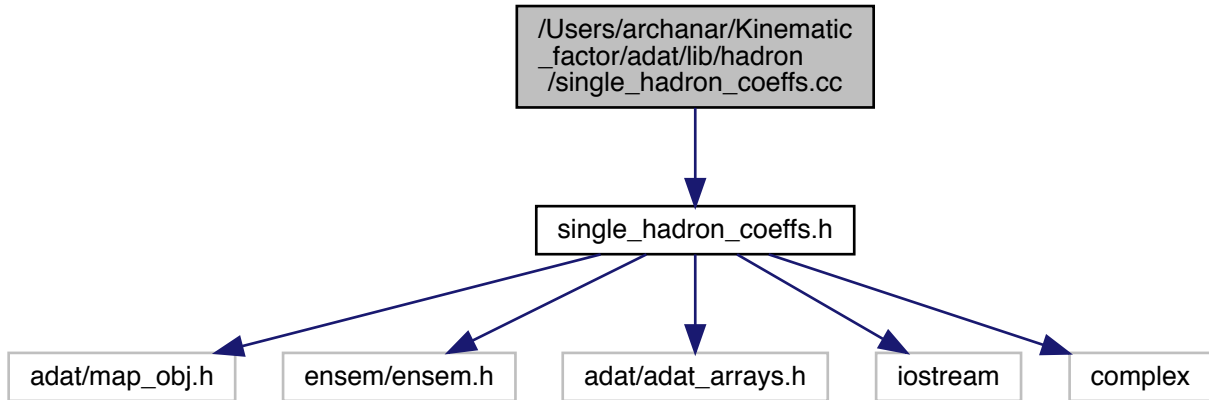 /Users/archanar/Kinematic
_factor/adat/lib/hadron
/single_hadron_coeffs.cc
single_hadron_coeffs.h
adat/map_obj.h
ensem/ensem.h
adat/adat_arrays.h
iostream
complex